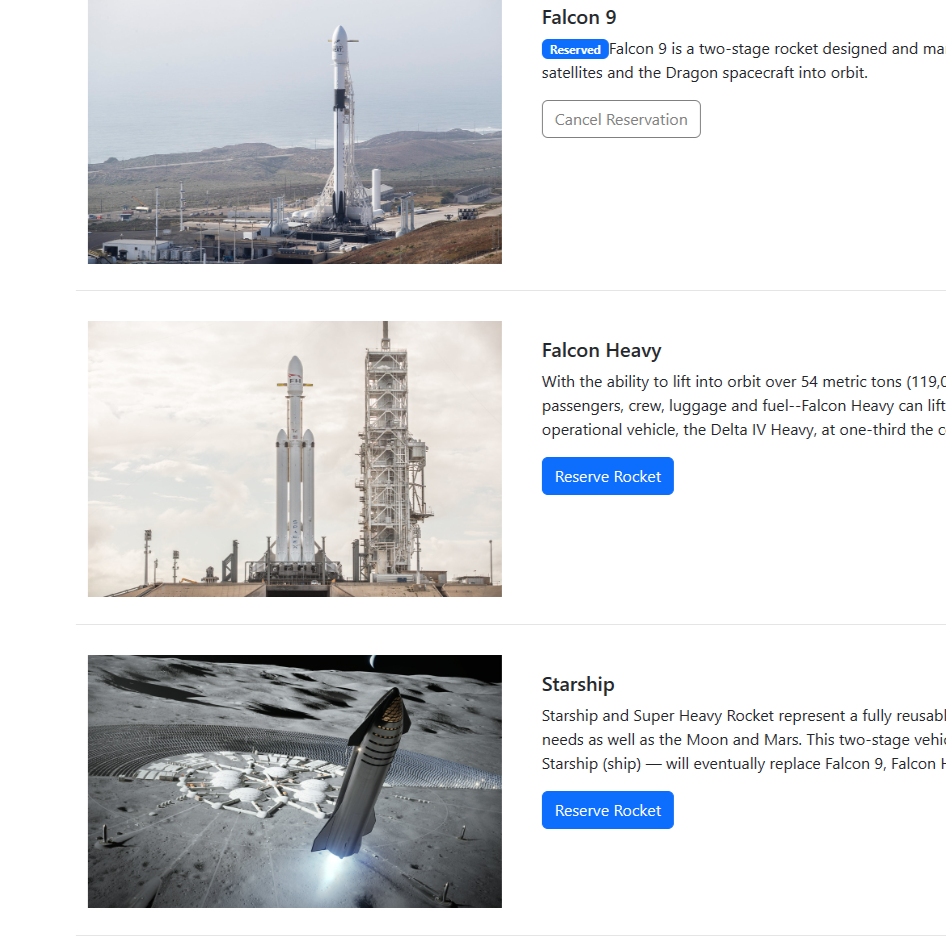 Falcon 9
Reserved Falcon 9 is a two-stage rocket designed and ma
satellites and the Dragon spacecraft into orbit.
Cancel Reservation
Falcon Heavy
With the ability to lift into orbit over 54 metric tons (119,0
passengers, crew, luggage and fuel--Falcon Heavy can lift
operational vehicle, the Delta IV Heavy, at one-third the c
Reserve Rocket
Starship
Starship and Super Heavy Rocket represent a fully reusabl
needs as well as the Moon and Mars. This two-stage vehic
Starship (ship) — will eventually replace Falcon 9, Falcon H
Reserve Rocket